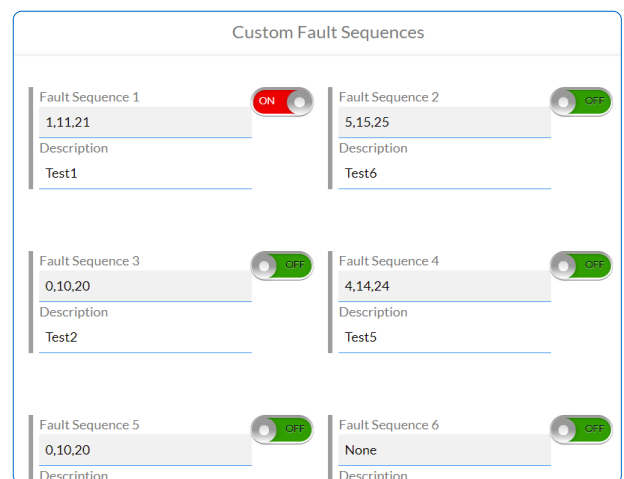 Custom Fault Sequences
Fault Sequence 1
ON
1,11,21
Description
Test1
Fault Sequence 2
OFF
5,15,25
Description
Test6
Fault Sequence 3
OFF
0,10,20
Description
Test2
Fault Sequence 4
OFF
4,14,24
Description
Test5
Fault Sequence 5
OFF
0,10,20
Description
Fault Sequence 6
OFF
None
Description